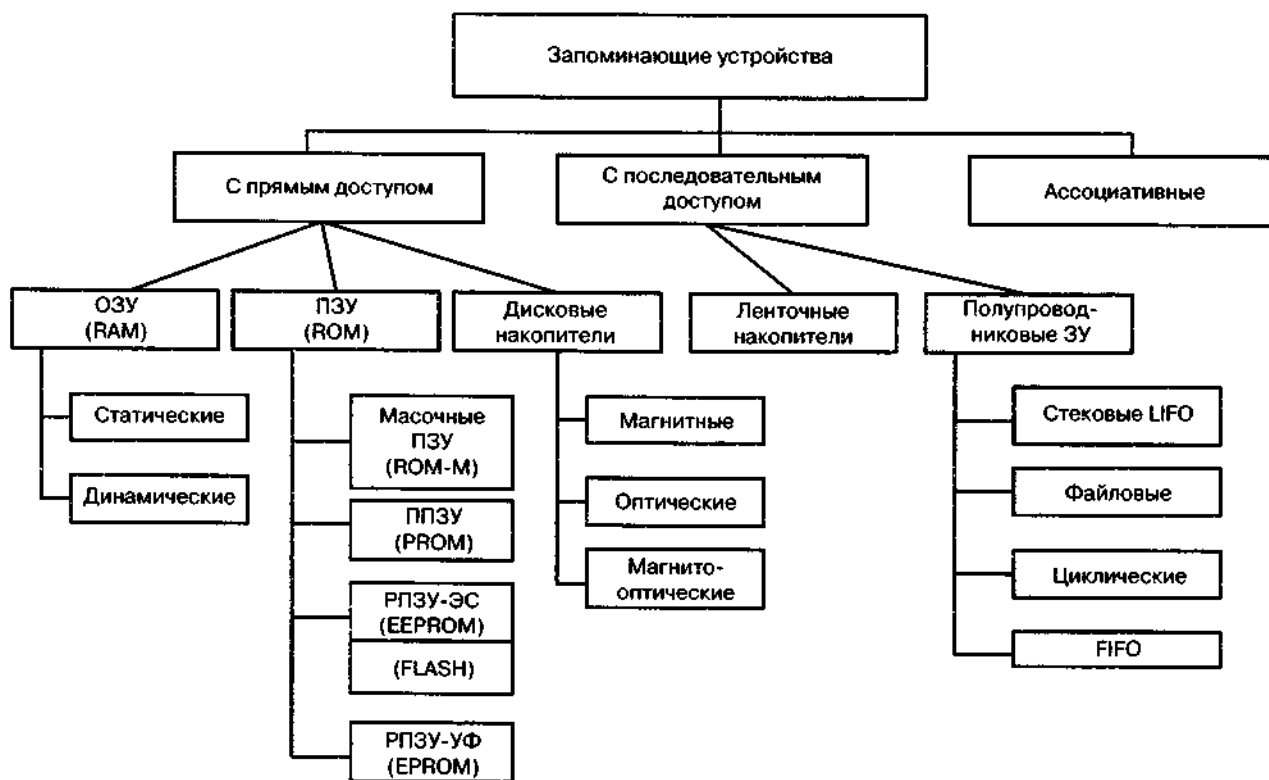 Запоминающие устройства
С прямым доступом
С последовательным
доступом
Ассоциативные
ОЗУ
(RAM)
ПЗУ
(ROM)
Дисковые
накопители
Ленточные
накопители
Полупровод-
никовые ЗУ
Статические
Динамические
Масочные
ПЗУ
(ROM-M)
ППЗУ
(PROM)
РПЗУ-ЭС
(EEPROM)
(FLASH)
РПЗУ-УФ
(EPROM)
Магнитные
Оптические
Магнито-
оптические
Стековые LIFO
Файловые
Циклические
FIFO